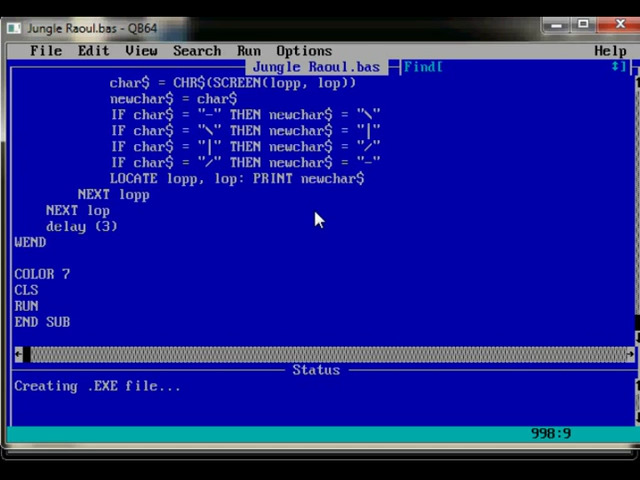 Jungle Raoul.bas - QB64
File Edit View Search Run Options Help
Jungle Raoul.bas Find[ ]
char$ = CHR$(SCREEN(lopp, lop))
newchar$ = char$
IF char$ = "-" THEN newchar$ = "\"
IF char$ = "\" THEN newchar$ = "|"
IF char$ = "|" THEN newchar$ = "/"
IF char$ = "/" THEN newchar$ = "-"
LOCATE lopp, lop: PRINT newchar$
NEXT lopp
NEXT lop
delay (3)
WEND
COLOR 7
CLS
RUN
END SUB
Status
Creating .EXE file...
998:9